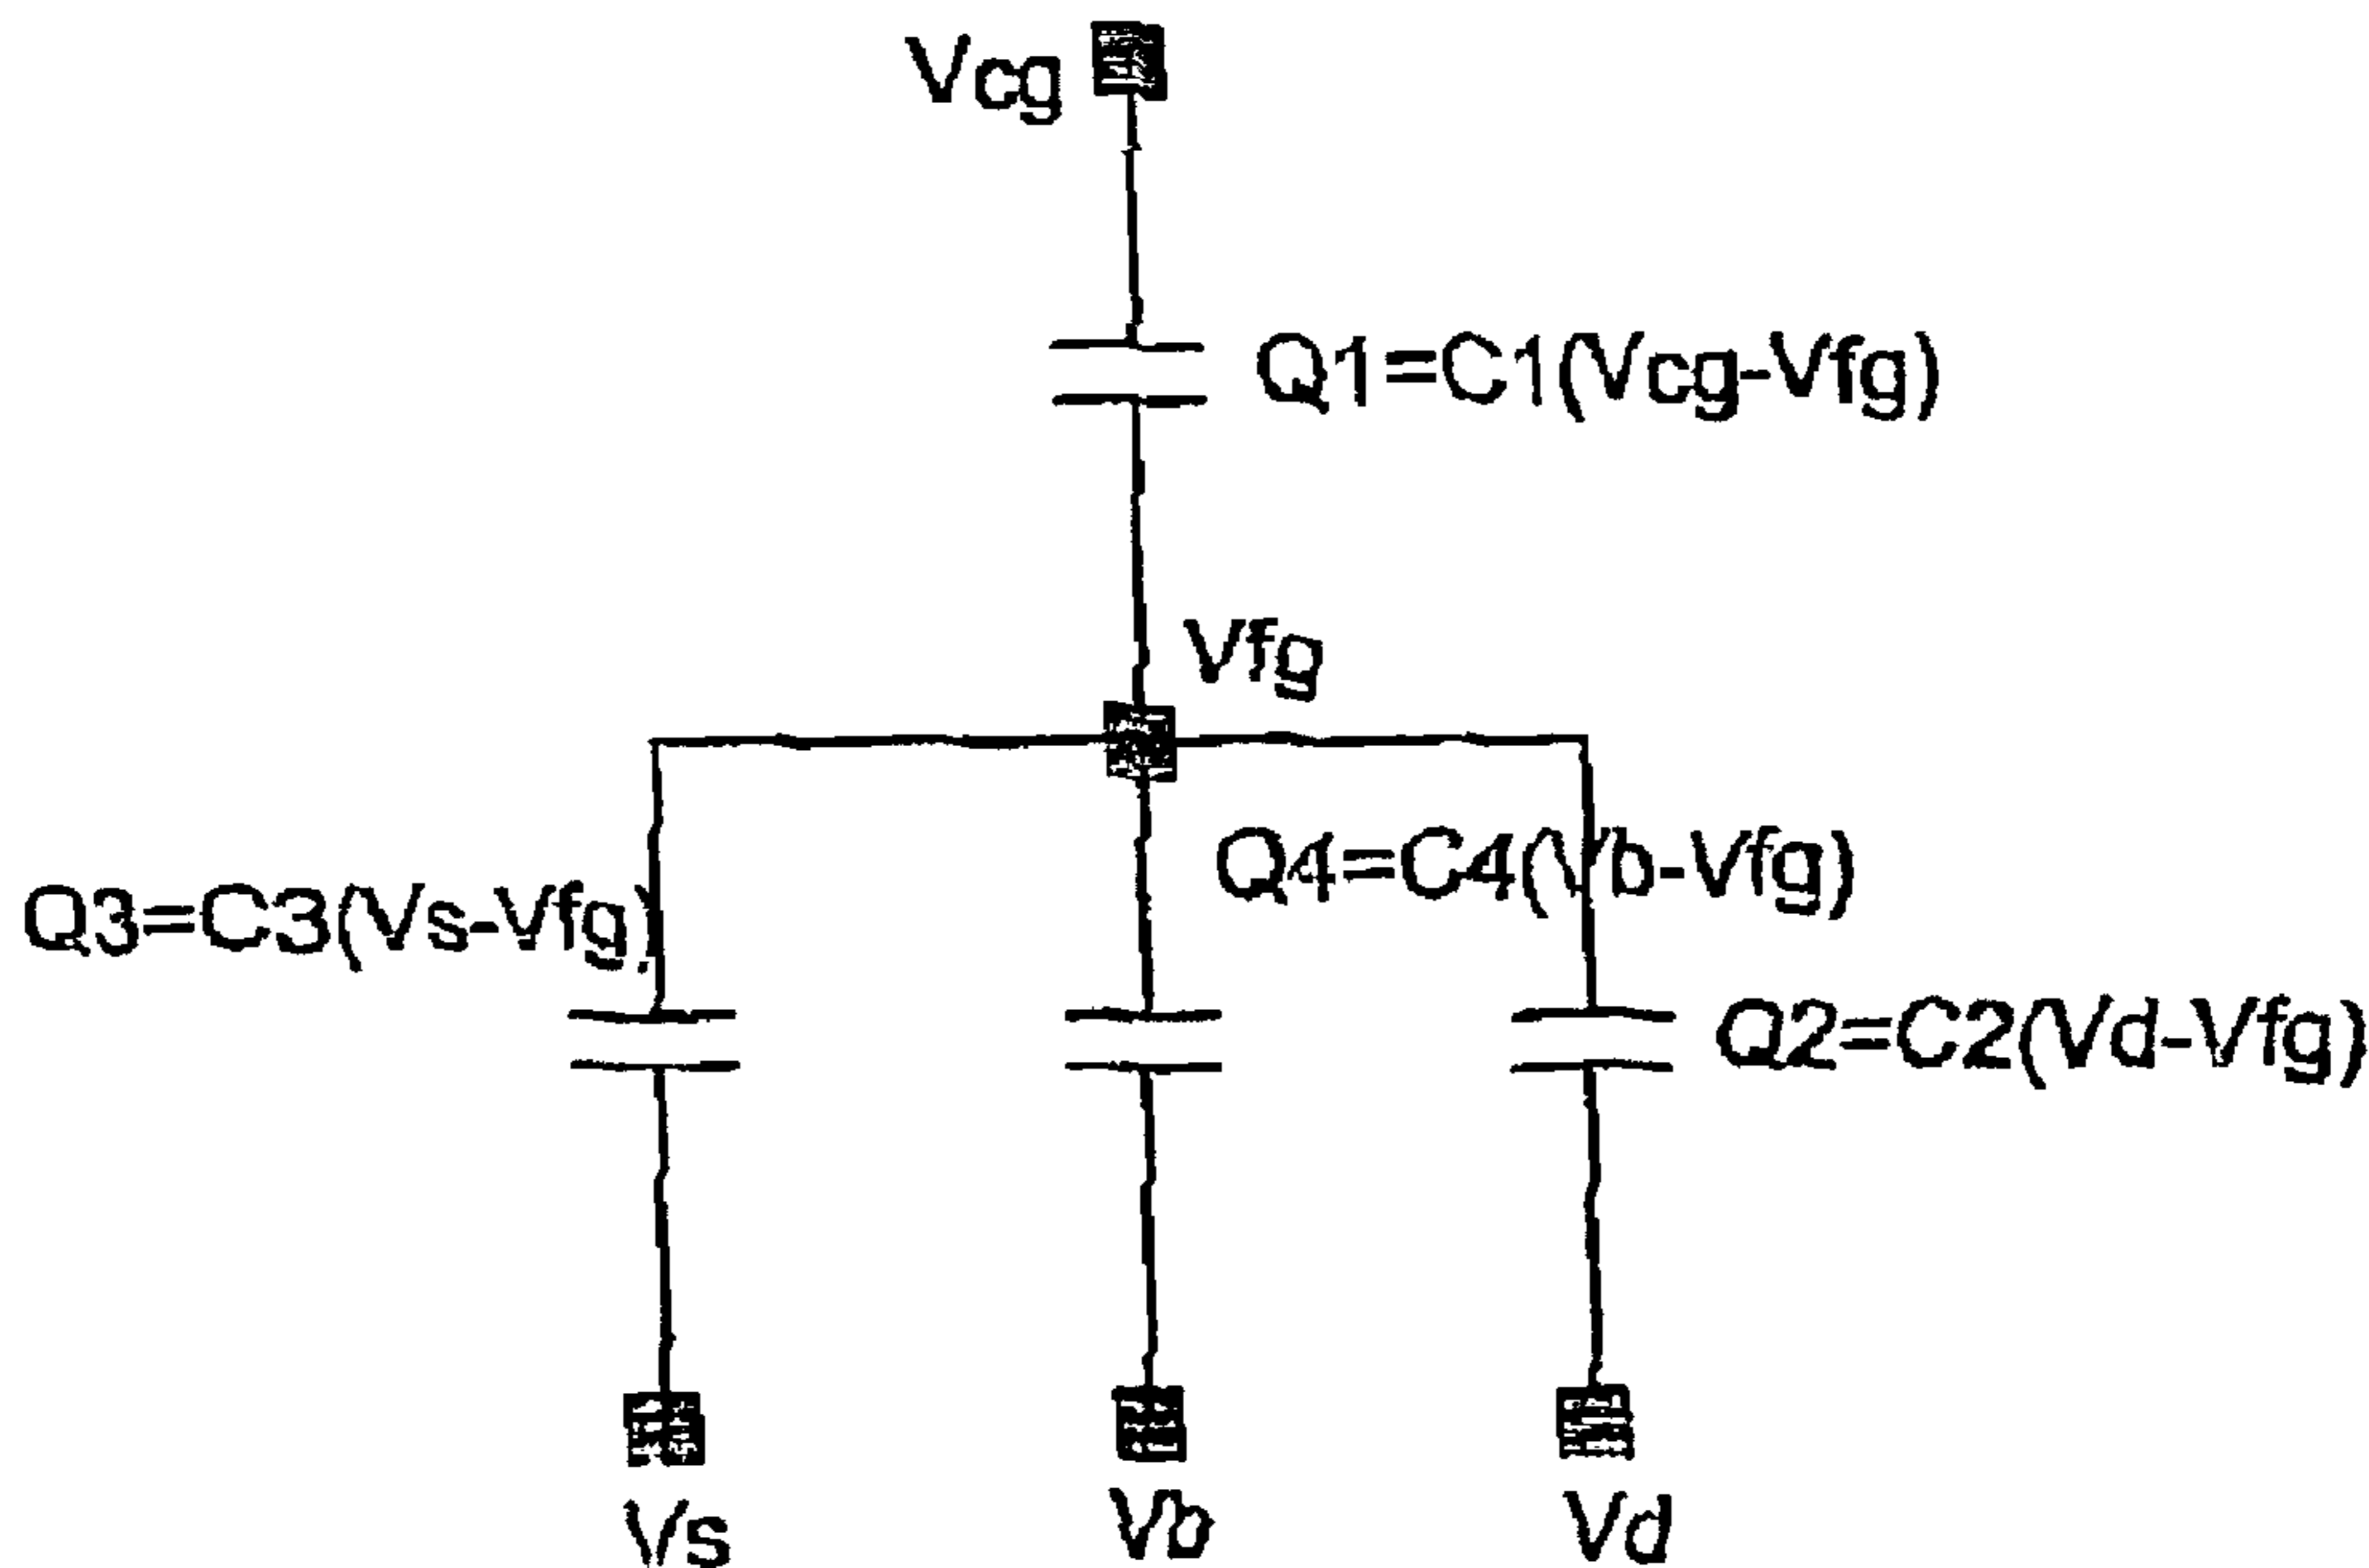 Vcg
Q1=C1(Vcg-Vfg)
Vfg
Q4=C4(Vb-Vfg)
Q3=C3(Vs-Vfg)
Q2=C2(Vd-Vfg)
Vs
Vb
Vd